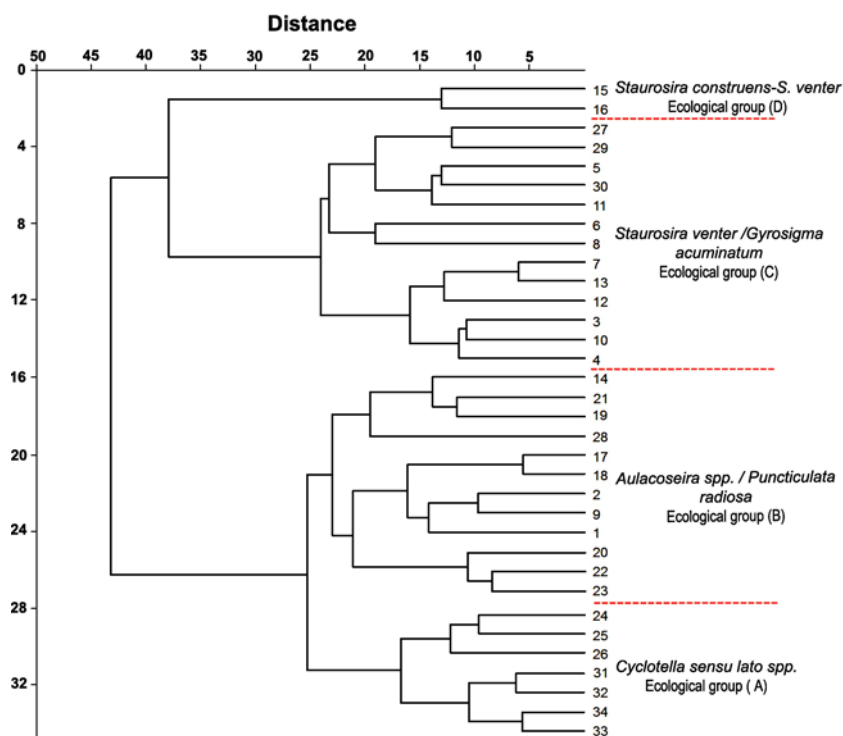 Distance
50 45 40 35 30 25 20 15 10 5
0
15 Staurosira construens-S. venter
16 Ecological group (D)
27
4
29
5
30
11
8
6
8 Staurosira venter /Gyrosigma
acuminatum
7 Ecological group (C)
13
12
12
3
10
4
16
14
21
19
28
20
17
18 Aulacoseira spp. / Puncticulata
2 radiosa
9 Ecological group (B)
24
1
20
22
23
28
24
25
26
Cyclotella sensu lato spp.
31 Ecological group ( A)
32
32
34
33